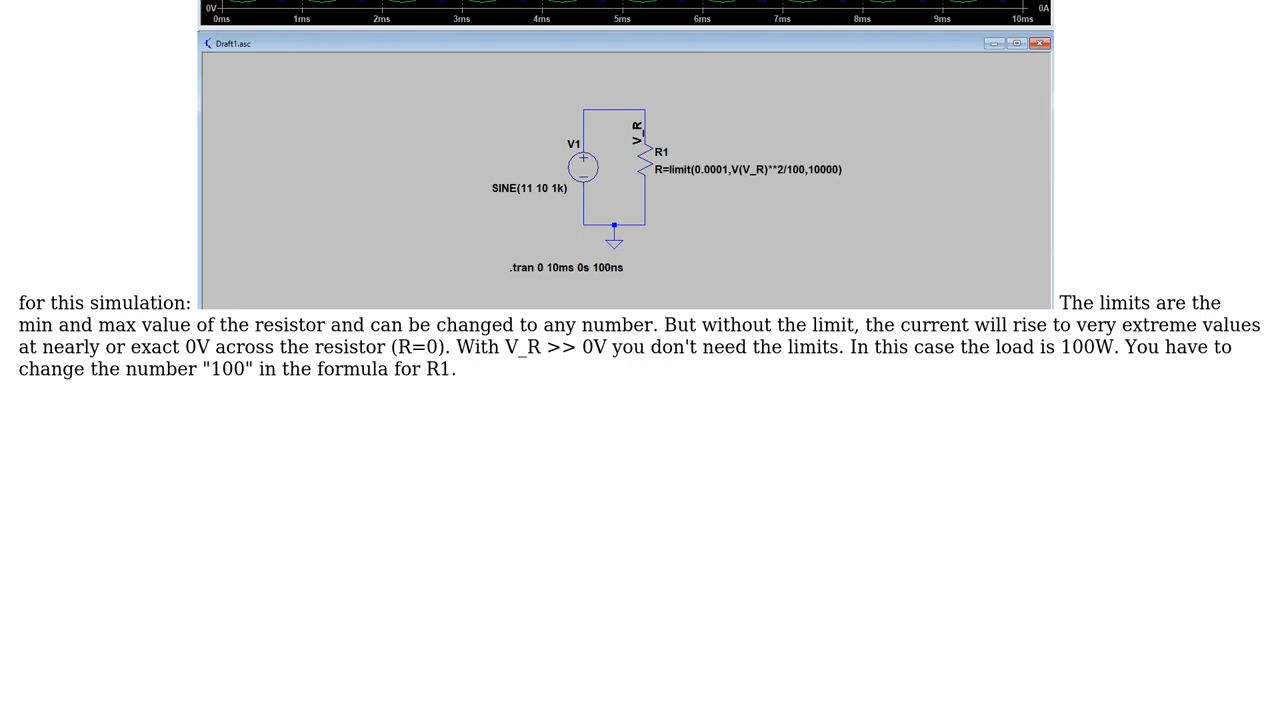 0V 0A
0ms 1ms 2ms 3ms 4ms 5ms 6ms 7ms 8ms 9ms 10ms
Draft1.asc
V_R
V1
R1
R=limit(0.0001,V(V_R)**2/100,10000)
SINE(11 10 1k)
.tran 0 10ms 0s 100ns
for this simulation: The limits are the
min and max value of the resistor and can be changed to any number. But without the limit, the current will rise to very extreme values
at nearly or exact 0V across the resistor (R=0). With V_R >> 0V you don't need the limits. In this case the load is 100W. You have to
change the number "100" in the formula for R1.